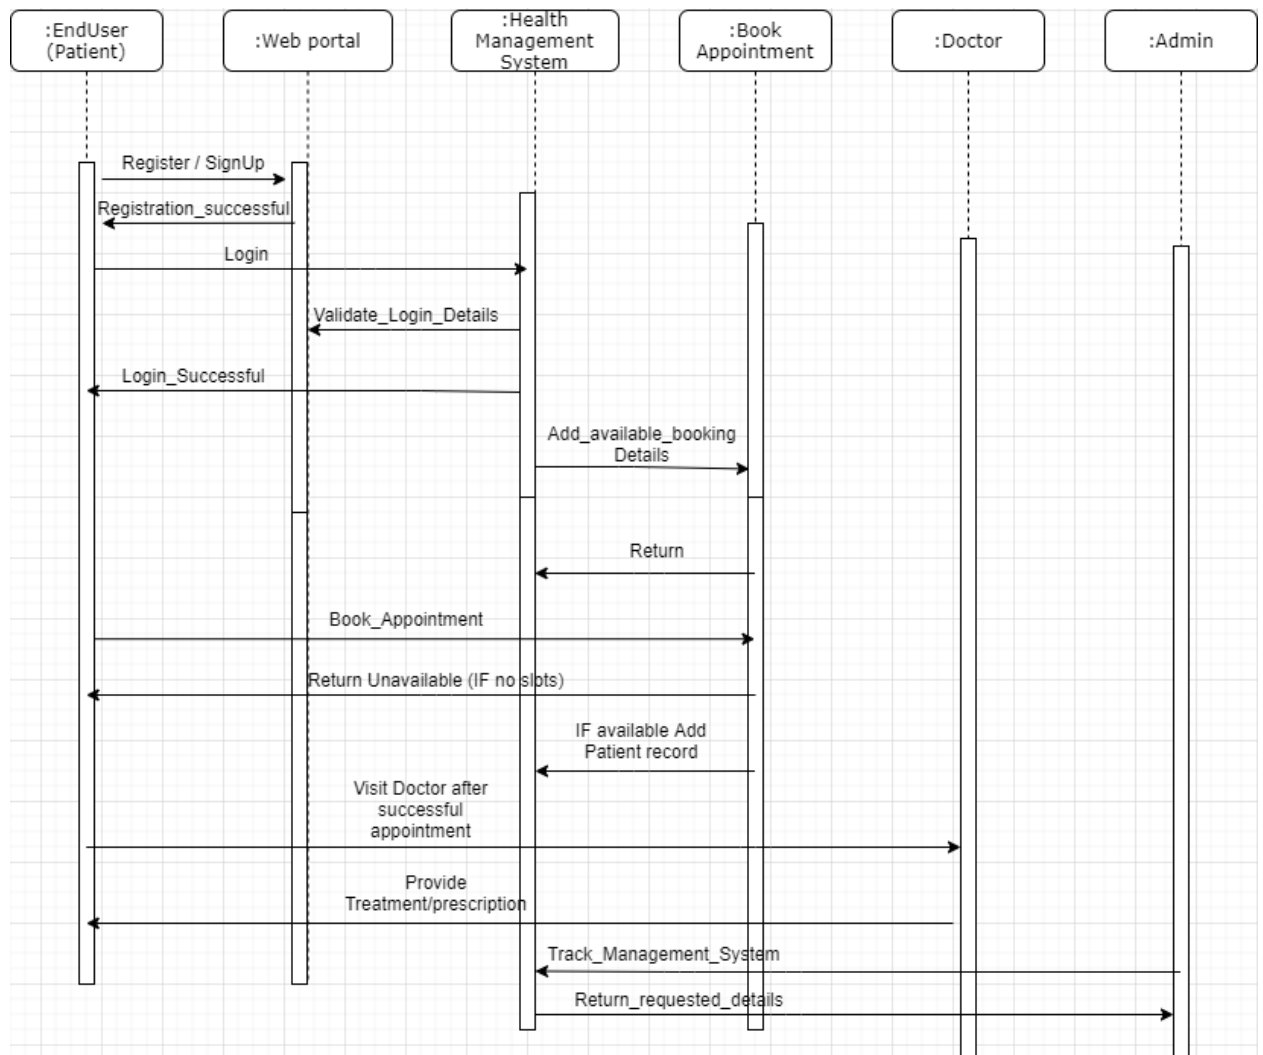 :EndUser
(Patient)
:Web portal
:Health
Management
System
:Book
Appointment
:Doctor
:Admin
Register / SignUp
Registration_successful
Login
Validate_Login_Details
Login_Successful
Add_available_booking
Details
Return
Book_Appointment
Return Unavailable (IF no slots)
IF available Add
Patient record
Visit Doctor after
successful
appointment
Provide
Treatment/prescription
Track_Management_System
Return_requested_details